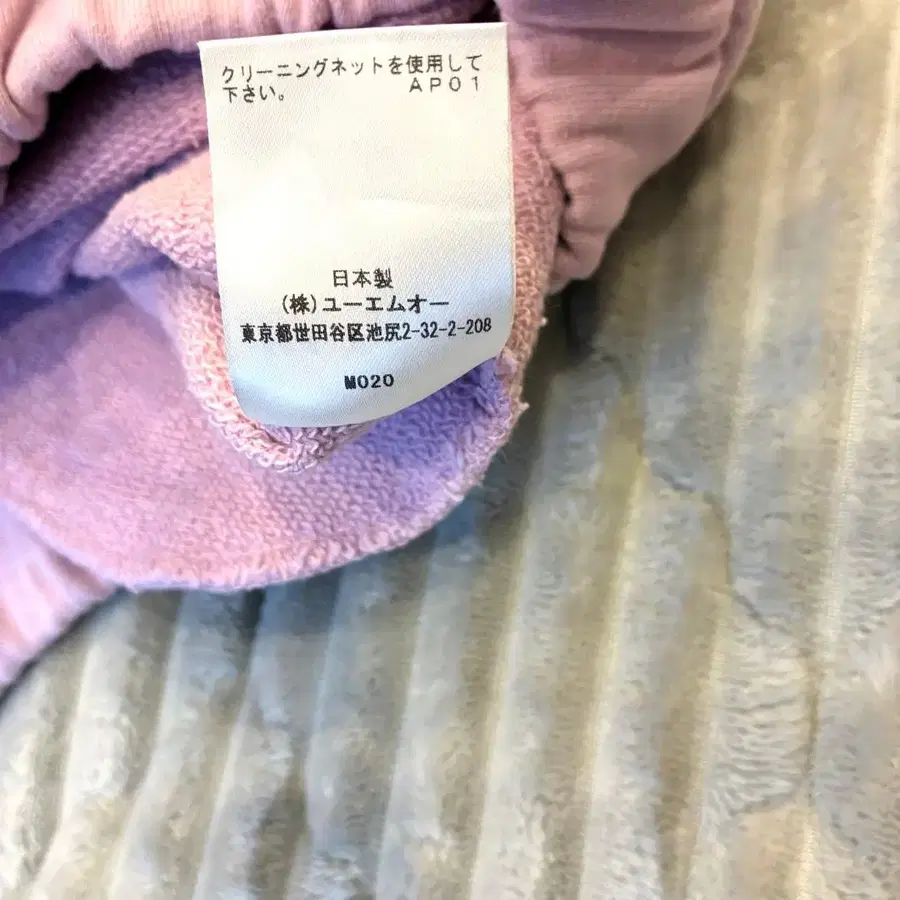 クリーニングネットを使用して
下さい。 AP01
日本製
(株)ユーエムオー
東京都世田谷区池尻2-32-2-208
M020